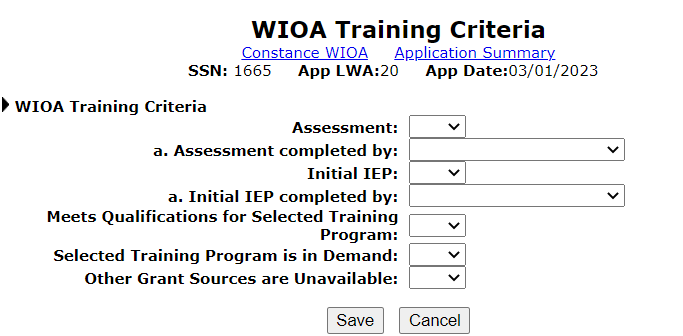 WIOA Training Criteria
Constance WIOA Application Summary
SSN: 1665 App LWA:20 App Date:03/01/2023
WIOA Training Criteria
Assessment:
a. Assessment completed by:
Initial IEP:
a. Initial IEP completed by:
Meets Qualifications for Selected Training
Program:
Selected Training Program is in Demand:
Other Grant Sources are Unavailable:
Save Cancel